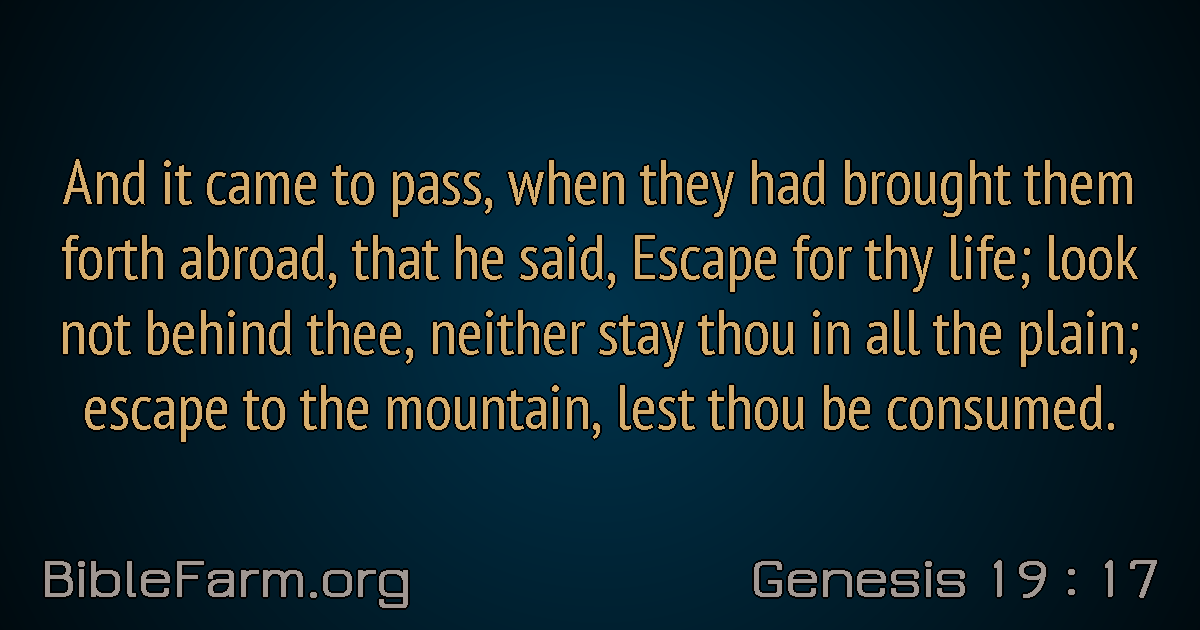 And it came to pass, when they had brought them
forth abroad, that he said, Escape for thy life; look
not behind thee, neither stay thou in all the plain;
escape to the mountain, lest thou be consumed.
BibleFarm.org
Genesis 19 : 17